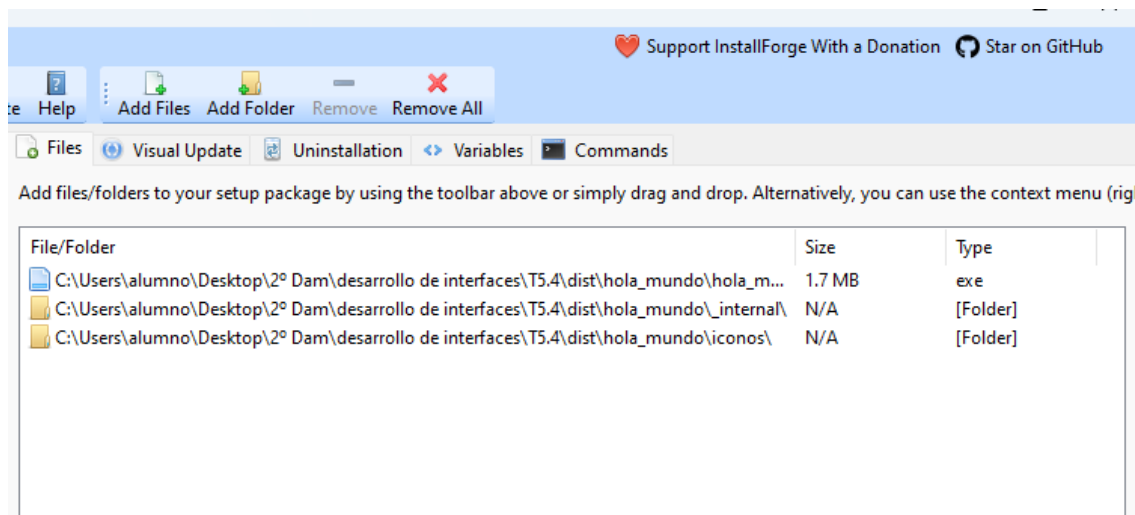 Support InstallForge With a Donation Star on GitHub
Help Add Files Add Folder Remove Remove All
Files Visual Update Uninstallation Variables Commands
Add files/folders to your setup package by using the toolbar above or simply drag and drop. Alternatively, you can use the context menu (rig
File/Folder Size Type
C:\Users\alumno\Desktop\2º Dam\desarrollo de interfaces\T5.4\dist\hola_mundo\hola_m... 1.7 MB exe
C:\Users\alumno\Desktop\2º Dam\desarrollo de interfaces\T5.4\dist\hola_mundo\_internal\ N/A [Folder]
C:\Users\alumno\Desktop\2º Dam\desarrollo de interfaces\T5.4\dist\hola_mundo\iconos\ N/A [Folder]